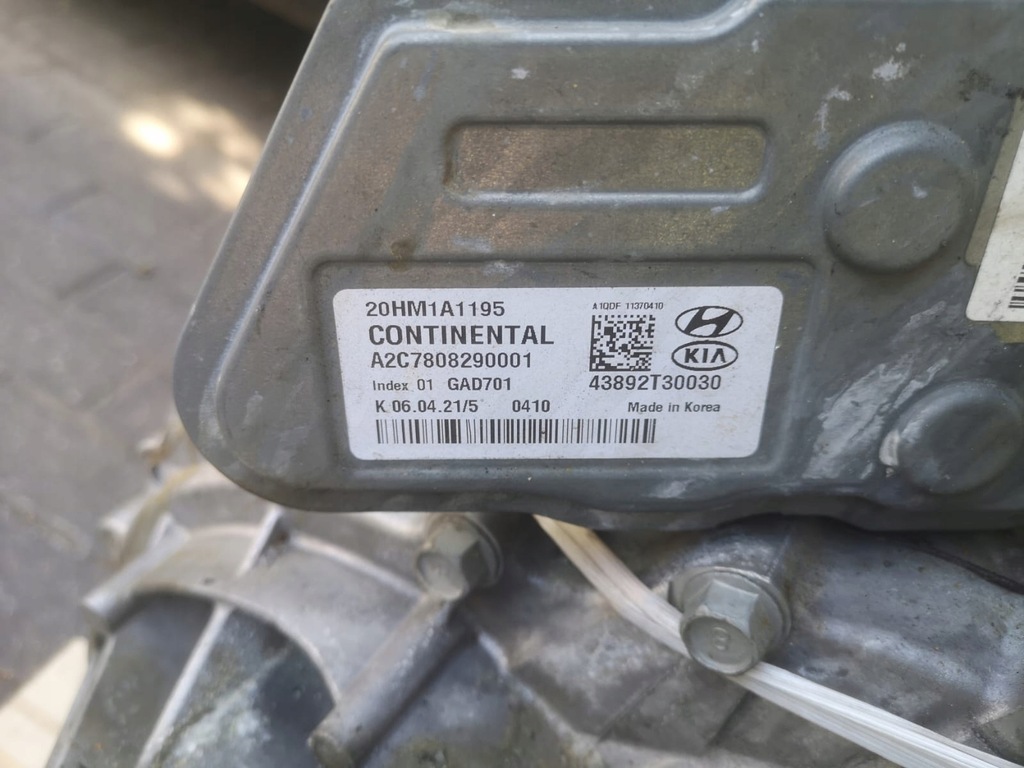 20HM1A1195
CONTINENTAL
A2C7808290001
Index 01 GAD701
K 06.04.21/5 0410
A1QDF 11370410
KIA
43892T30030
Made in Korea